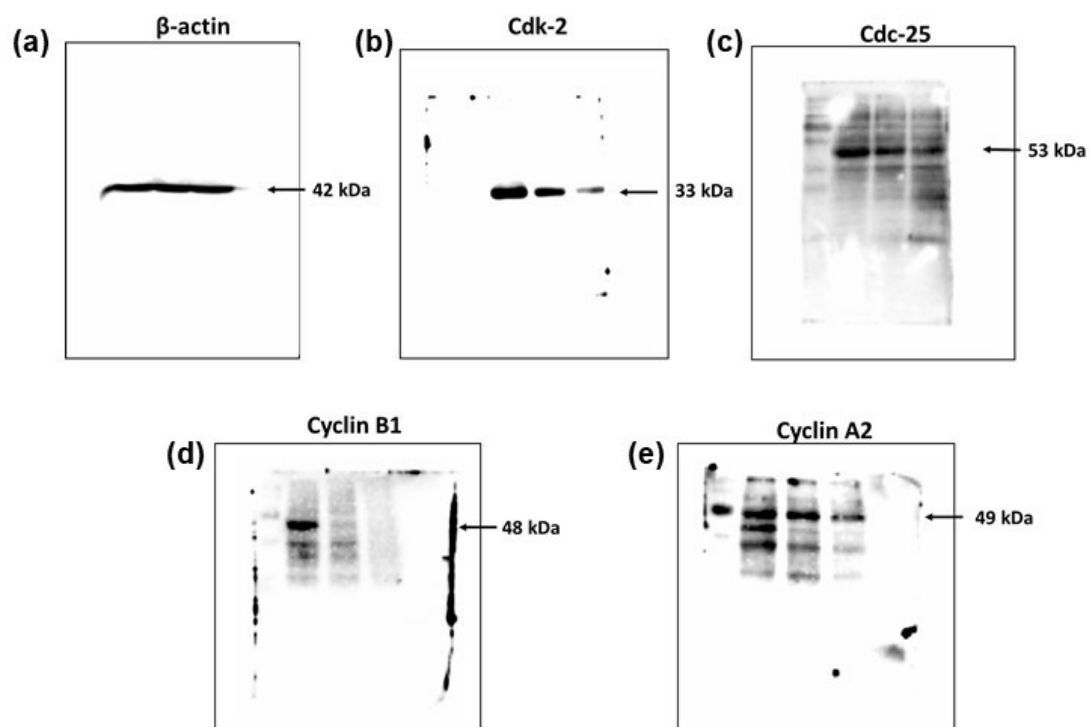 (a)
β-actin
42 kDa
(b)
Cdk-2
33 kDa
(c)
Cdc-25
53 kDa
(d)
Cyclin B1
48 kDa
(e)
Cyclin A2
49 kDa